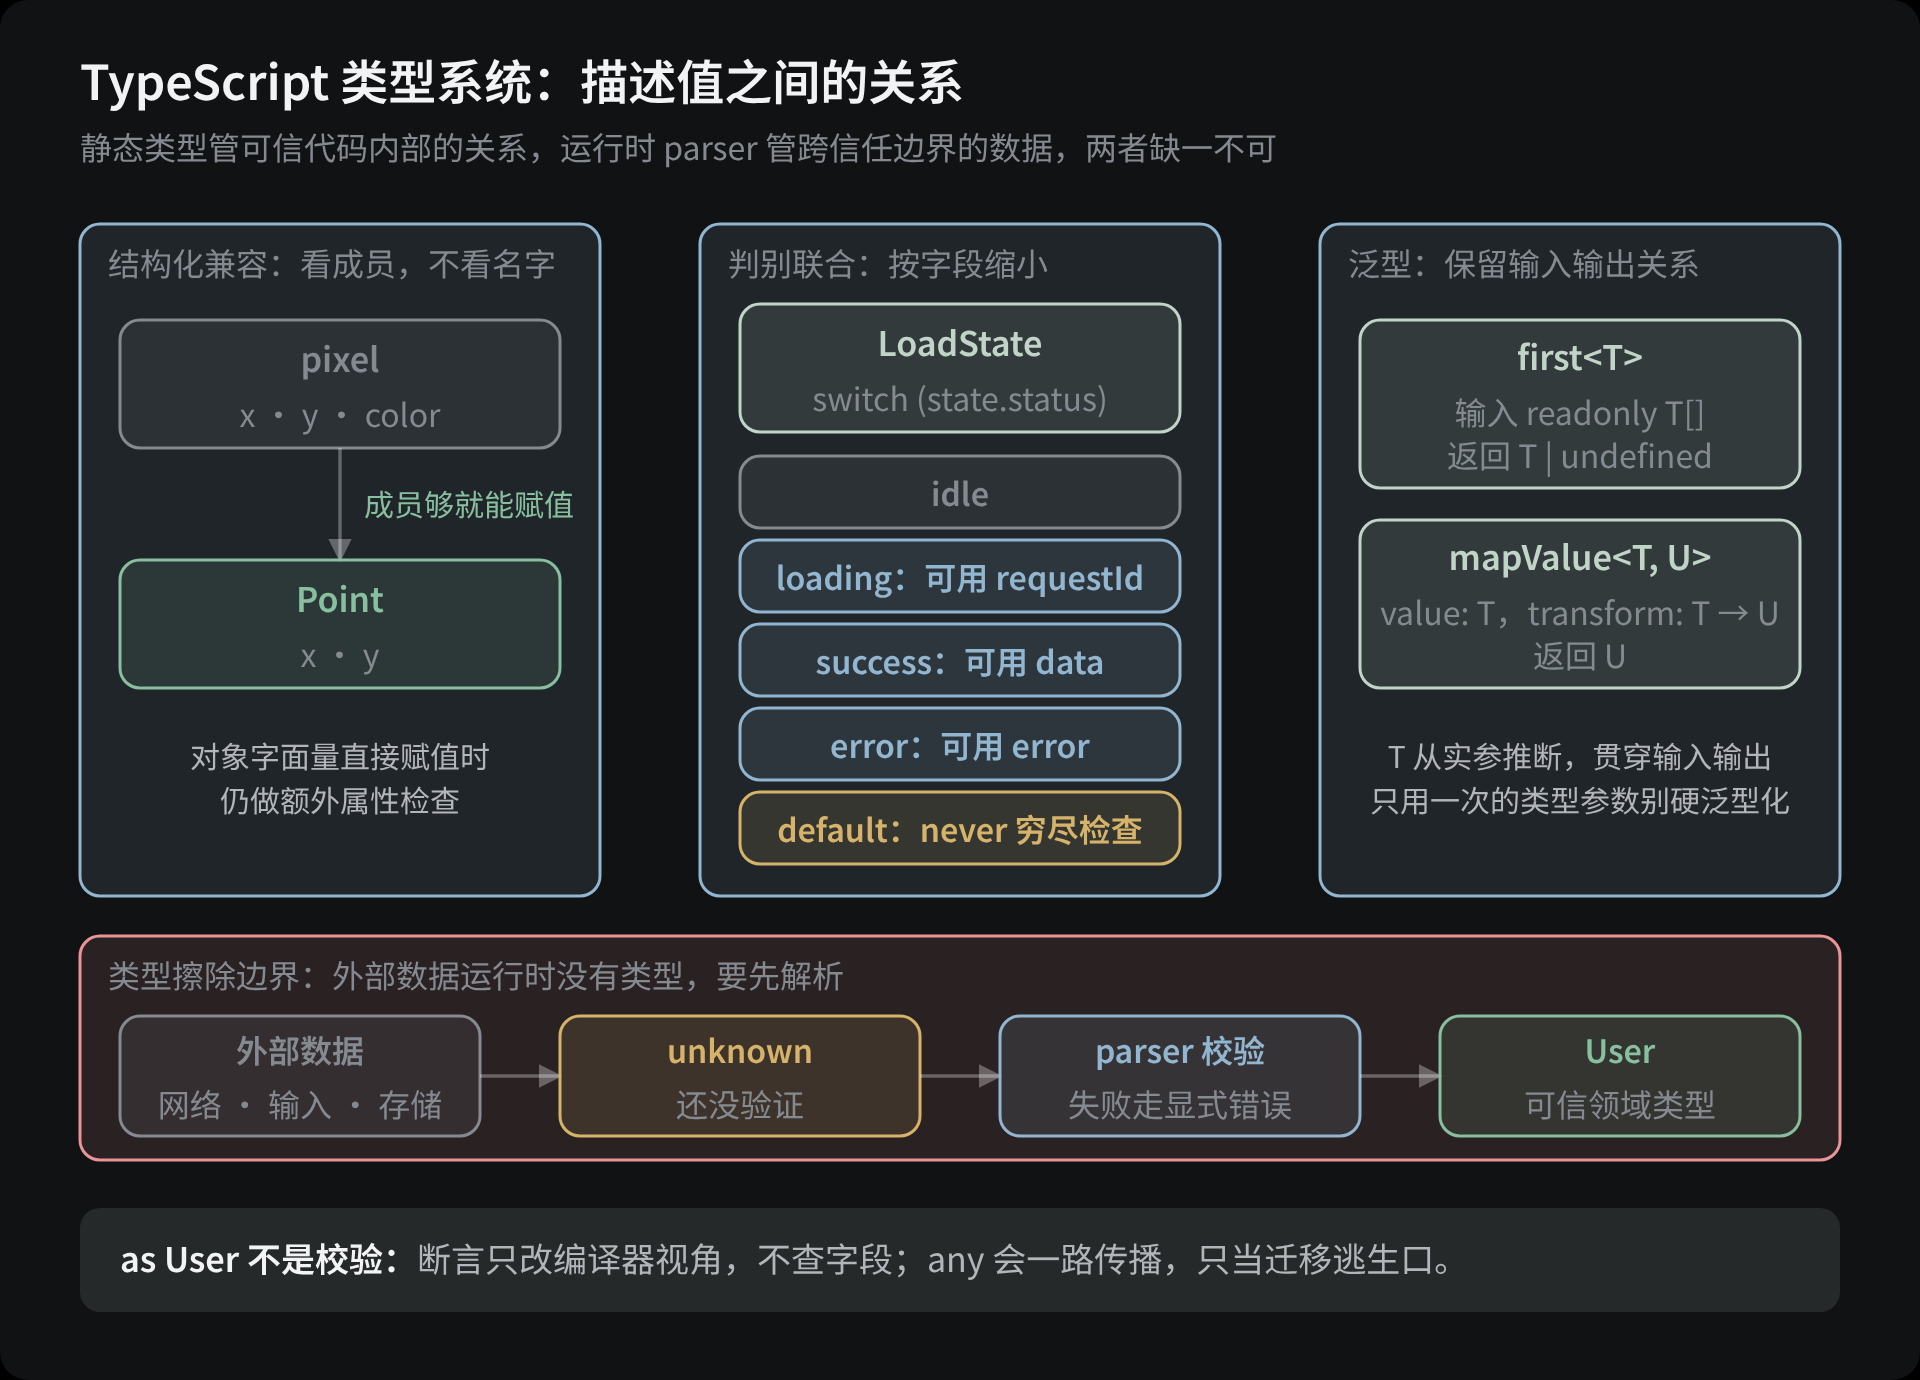 TypeScript 类型系统：描述值之间的关系
静态类型管可信代码内部的关系，运行时 parser 管跨信任边界的数据，两者缺一不可
结构化兼容：看成员，不看名字
pixel
x · y · color
成员够就能赋值
Point
x · y
对象字面量直接赋值时
仍做额外属性检查
判别联合：按字段缩小
LoadState
switch (state.status)
idle
loading：可用 requestId
success：可用 data
error：可用 error
default：never 穷尽检查
泛型：保留输入输出关系
first<T>
输入 readonly T[]
返回 T | undefined
mapValue<T, U>
value: T，transform: T → U
返回 U
T 从实参推断，贯穿输入输出
只用一次的类型参数别硬泛型化
类型擦除边界：外部数据运行时没有类型，要先解析
外部数据
网络 · 输入 · 存储
unknown
还没验证
parser 校验
失败走显式错误
User
可信领域类型
as User 不是校验：断言只改编译器视角，不查字段；any 会一路传播，只当迁移逃生口。